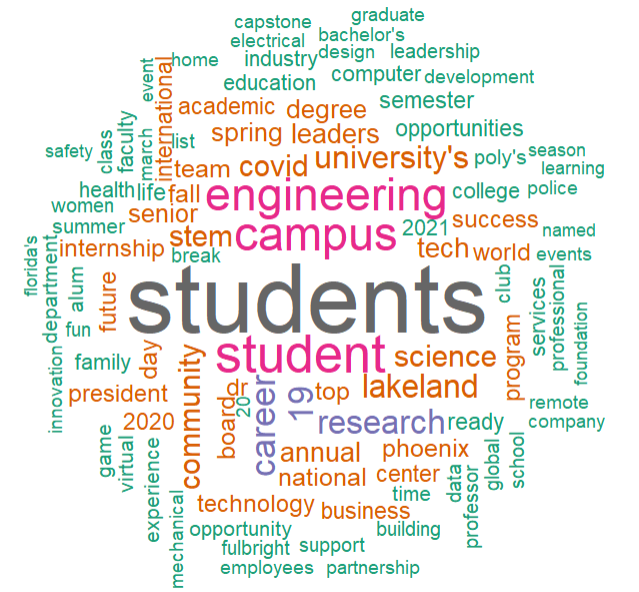 graduate
capstone
bachelor's
electrical
design
leadership
home
industry
computer
development
event
education
international
academic
degree
semester
faculty
class
march
list
spring
leaders
opportunities
safety
team
covid
university's
poly's
season
learning
health
life
fall
engineering
college
police
women
senior
summer
stem
campus
2021
success
named
internship
break
tech
world
events
florida's
department
alum
future
students
club
services
professional
fun
foundation
innovation
family
day
student
science
program
president
community
board
dr
20
career
19
top
lakeland
remote
2020
research
ready
company
game
virtual
experience
annual
phoenix
global
school
national
center
data
professor
time
mechanical
technology
business
opportunity
building
fulbright
support
employees
partnership